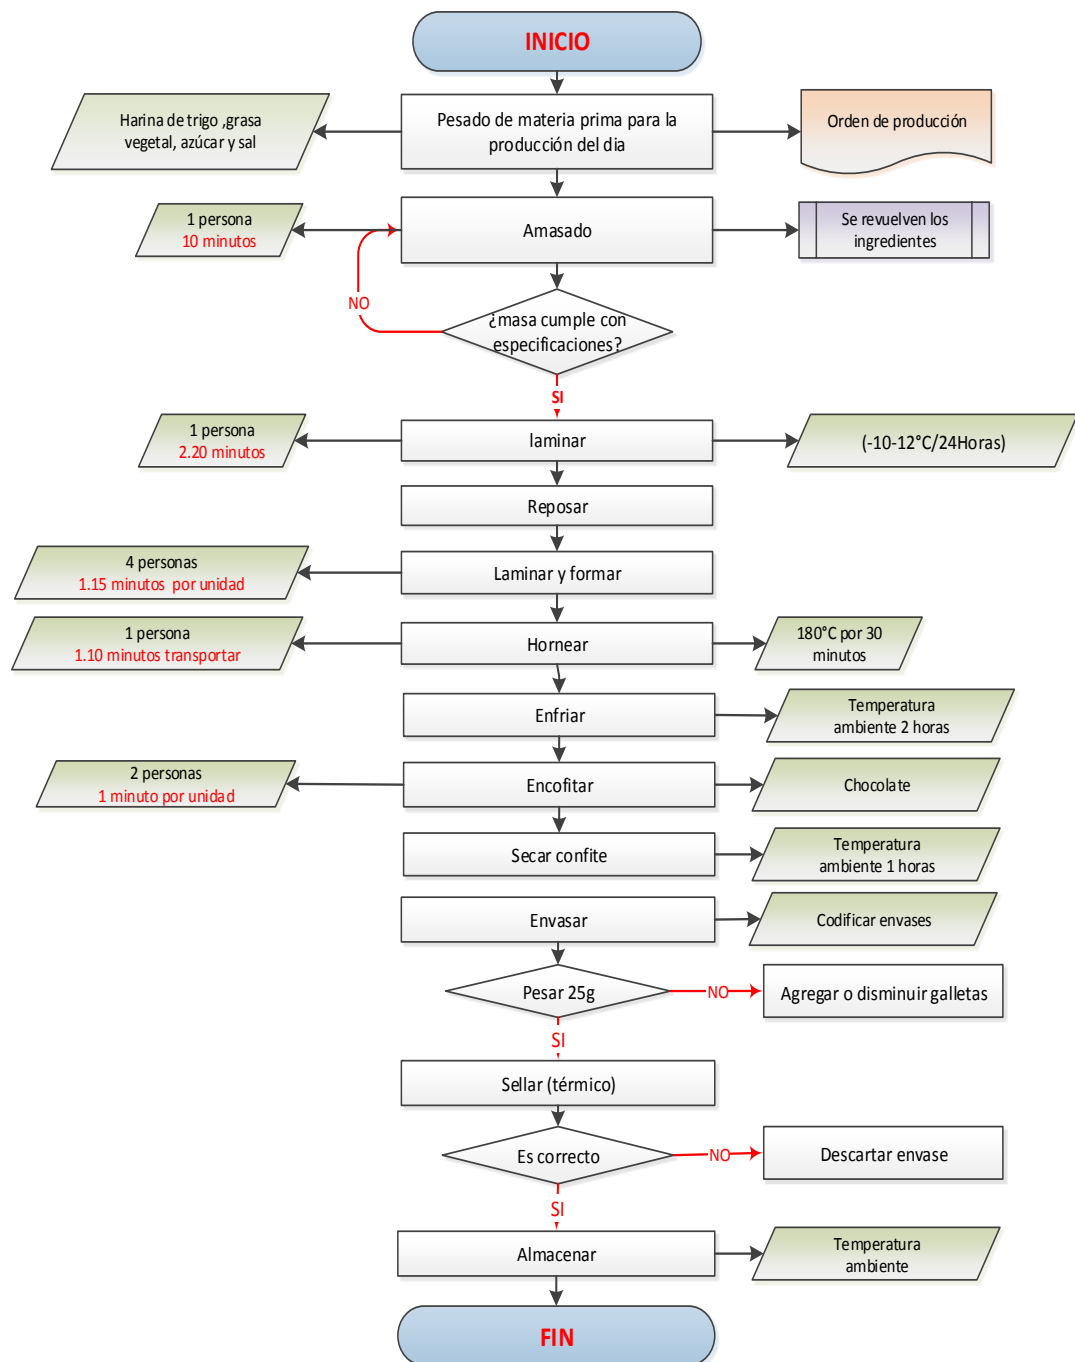 INICIO
Harina de trigo ,grasa
vegetal, azúcar y sal
Pesado de materia prima para la
producción del dia
Orden de producción
1 persona
10 minutos
Amasado
Se revuelven los
ingredientes
NO
¿masa cumple con
especificaciones?
SI
1 persona
2.20 minutos
laminar
(-10-12°C/24Horas)
Reposar
4 personas
1.15 minutos por unidad
Laminar y formar
1 persona
1.10 minutos transportar
Hornear
180°C por 30
minutos
Enfriar
Temperatura
ambiente 2 horas
2 personas
1 minuto por unidad
Encofitar
Chocolate
Secar confite
Temperatura
ambiente 1 horas
Envasar
Codificar envases
Pesar 25g
NO
Agregar o disminuir galletas
SI
Sellar (térmico)
Es correcto
NO
Descartar envase
SI
Almacenar
Temperatura
ambiente
FIN